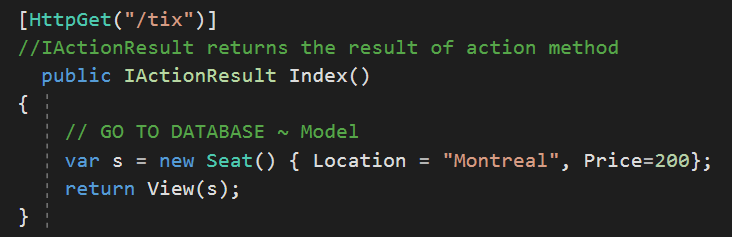 [HttpGet("/tix")]
//IActionResult returns the result of action method
public IActionResult Index()
{
// GO TO DATABASE ~ Model
var s = new Seat() { Location = "Montreal", Price=200};
return View(s);
}